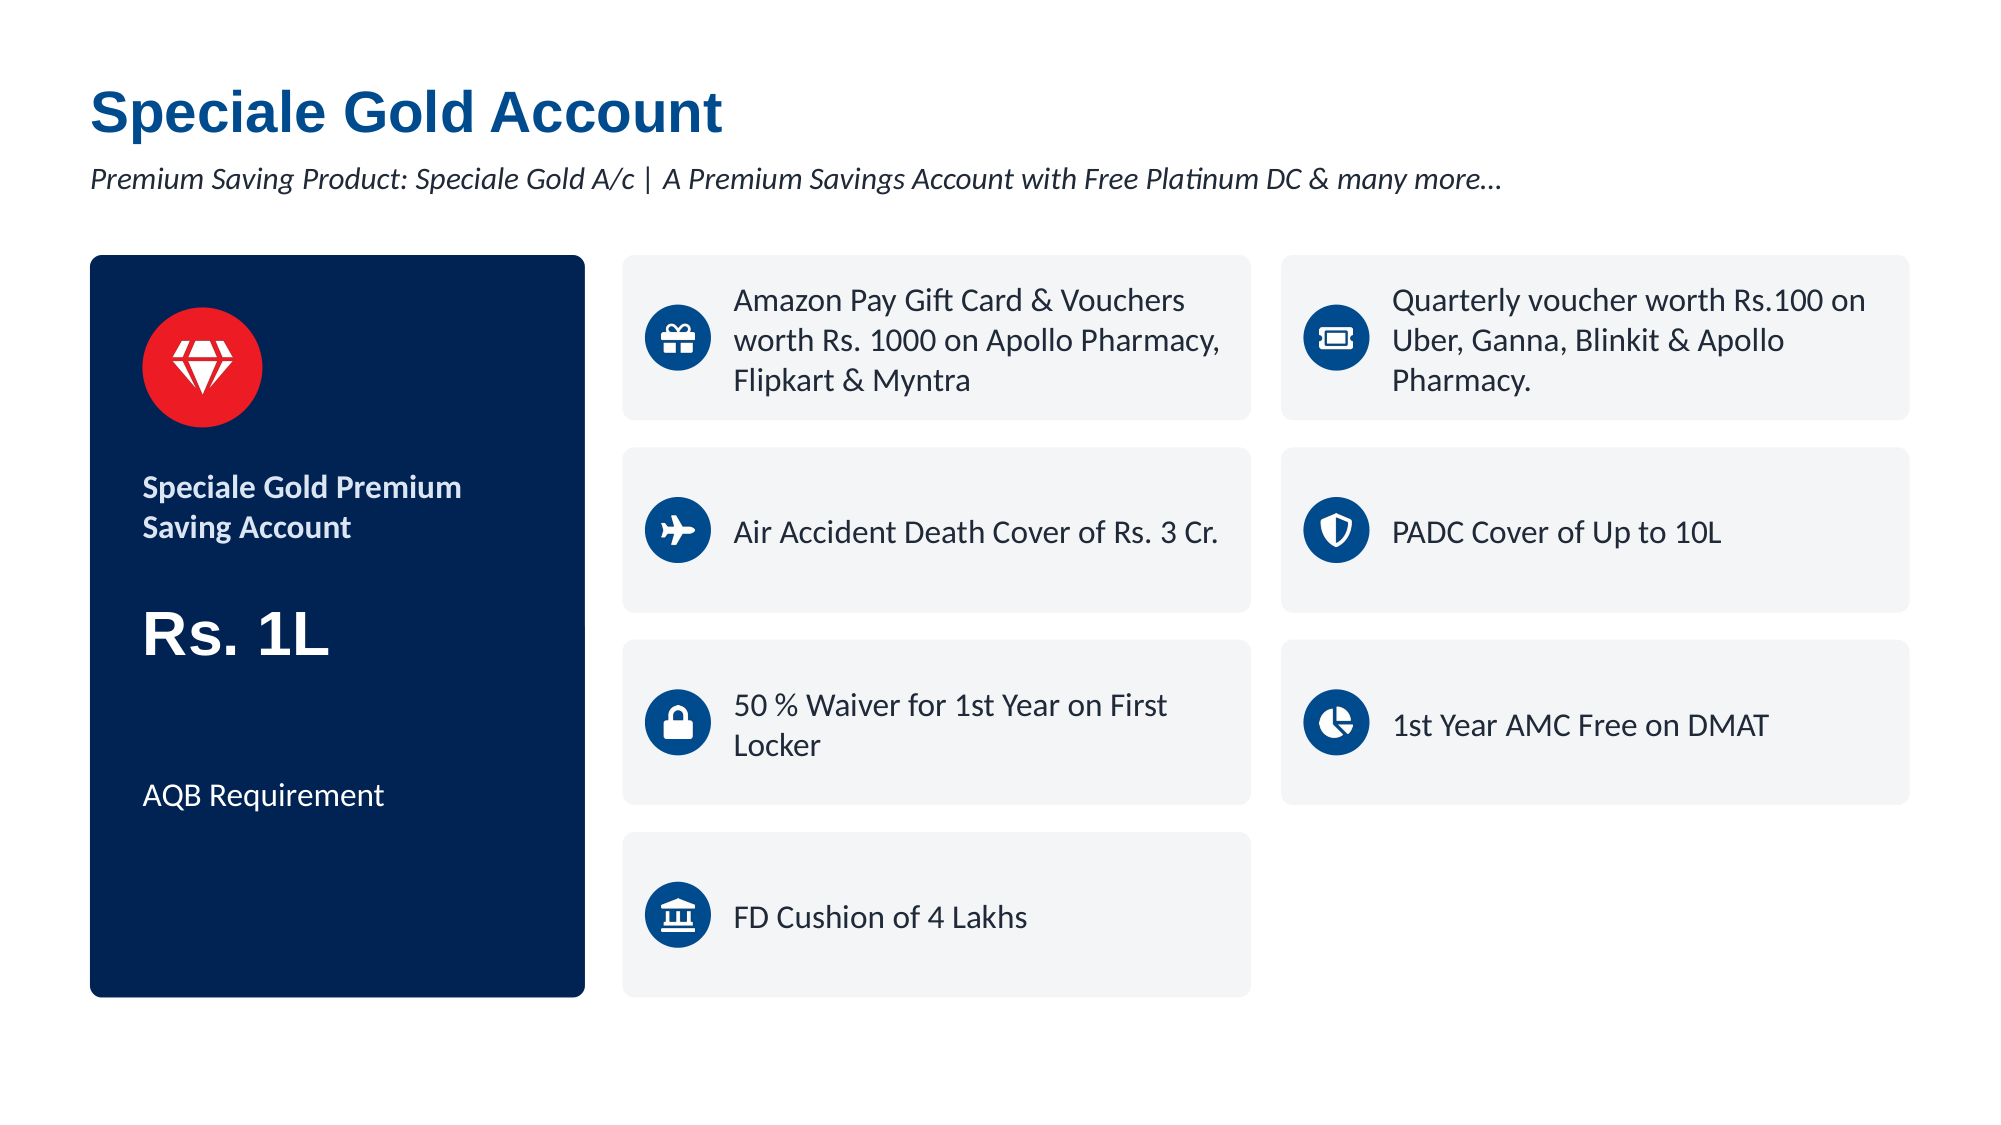 Speciale Gold Account
Premium Saving Product: Speciale Gold A/c | A Premium Savings Account with Free Platinum DC & many more...
Speciale Gold Premium
Saving Account
Rs. 1L
AQB Requirement
Amazon Pay Gift Card & Vouchers
worth Rs. 1000 on Apollo Pharmacy,
Flipkart & Myntra
Quarterly voucher worth Rs.100 on
Uber, Ganna, Blinkit & Apollo
Pharmacy.
Air Accident Death Cover of Rs. 3 Cr.
PADC Cover of Up to 10L
50 % Waiver for 1st Year on First
Locker
1st Year AMC Free on DMAT
FD Cushion of 4 Lakhs